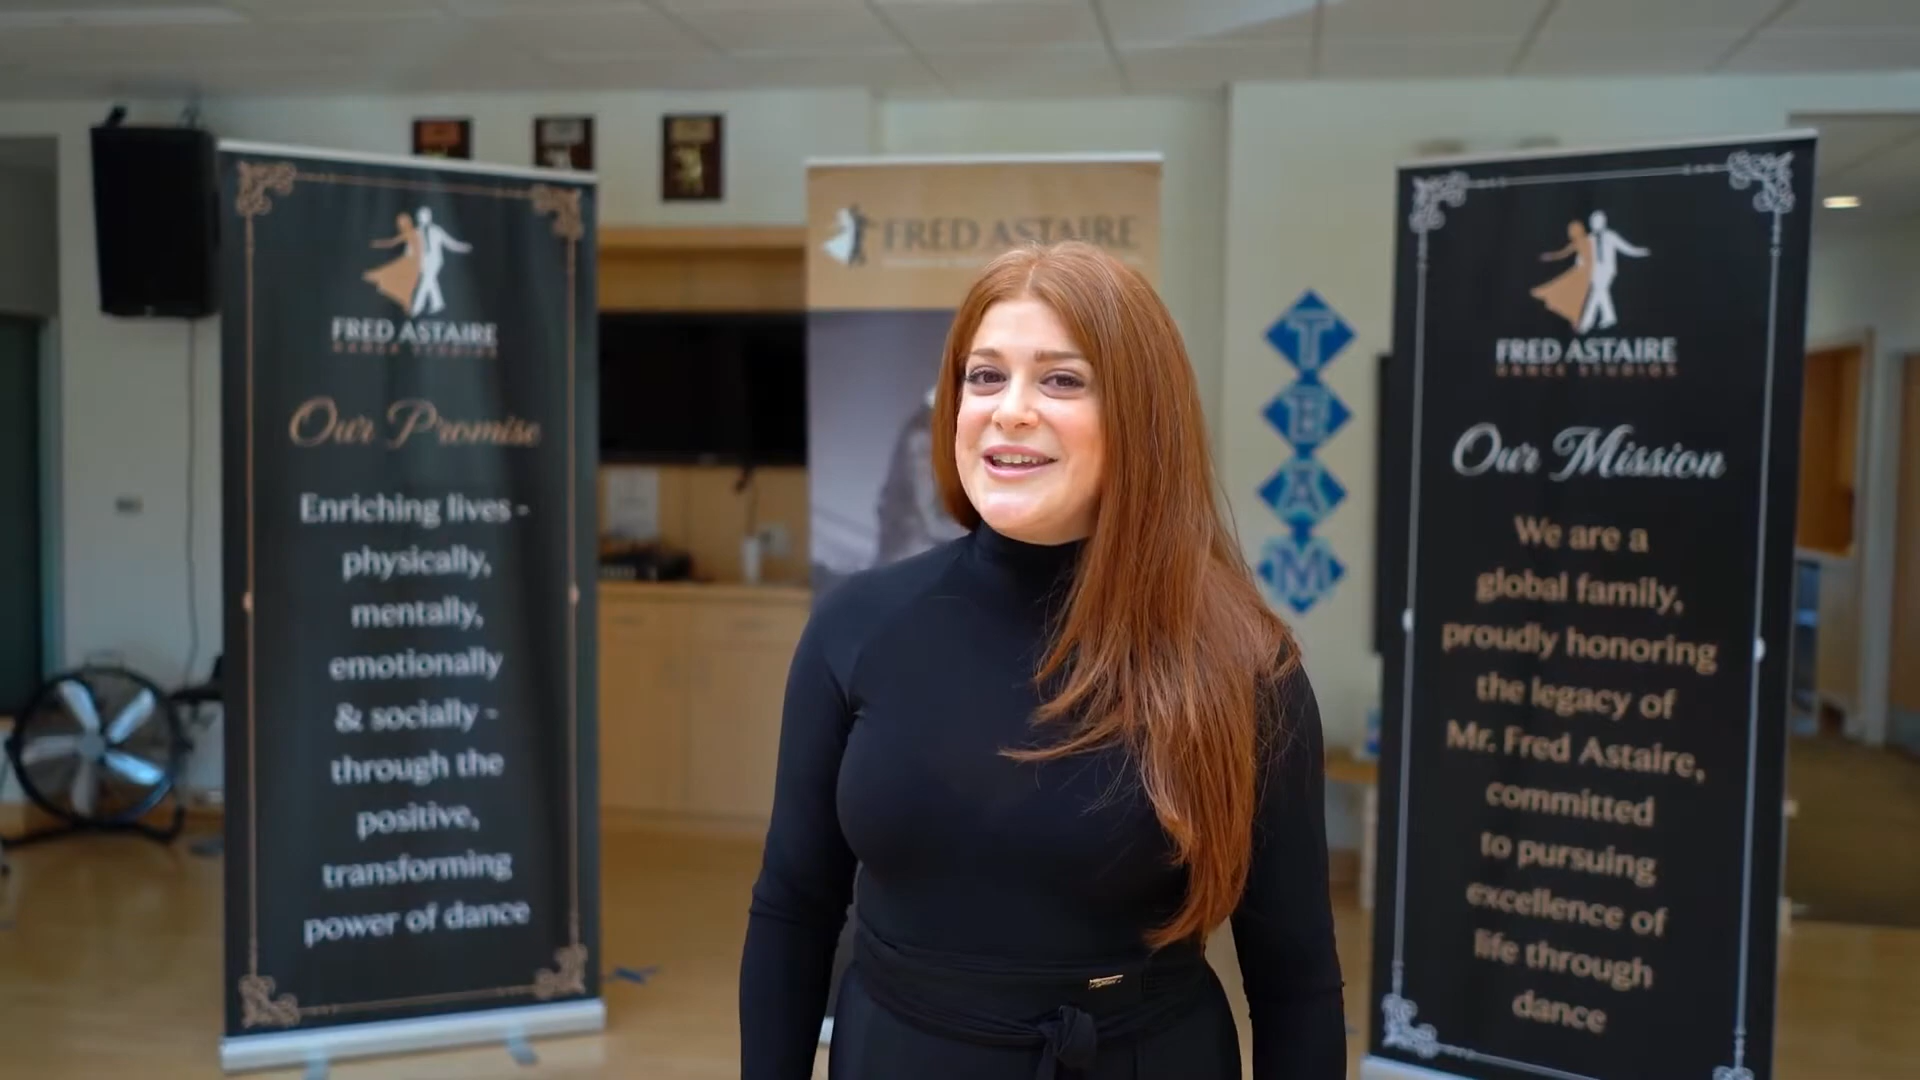 FRED ASTAIRE
DANCE STUDIOS
Our Promise
Enriching lives -
physically,
mentally,
emotionally
& socially -
through the
positive,
transforming
power of dance
FRED ASTAIRE
T
E
A
M
FRED ASTAIRE
DANCE STUDIOS
Our Mission
We are a
global family,
proudly honoring
the legacy of
Mr. Fred Astaire,
committed
to pursuing
excellence of
life through
dance